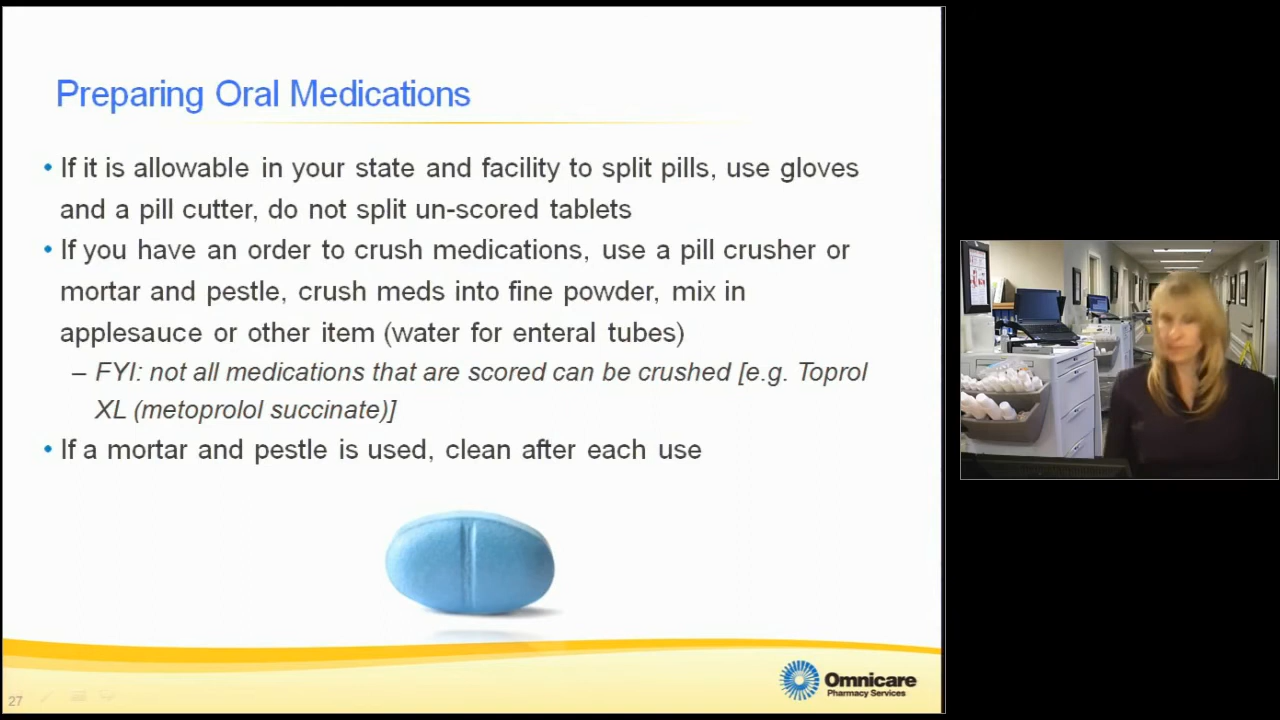 Preparing Oral Medications
• If it is allowable in your state and facility to split pills, use gloves
and a pill cutter, do not split un-scored tablets
• If you have an order to crush medications, use a pill crusher or
mortar and pestle, crush meds into fine powder, mix in
applesauce or other item (water for enteral tubes)
– FYI: not all medications that are scored can be crushed [e.g. Toprol
XL (metoprolol succinate)]
• If a mortar and pestle is used, clean after each use
27
Omnicare
Pharmacy Services